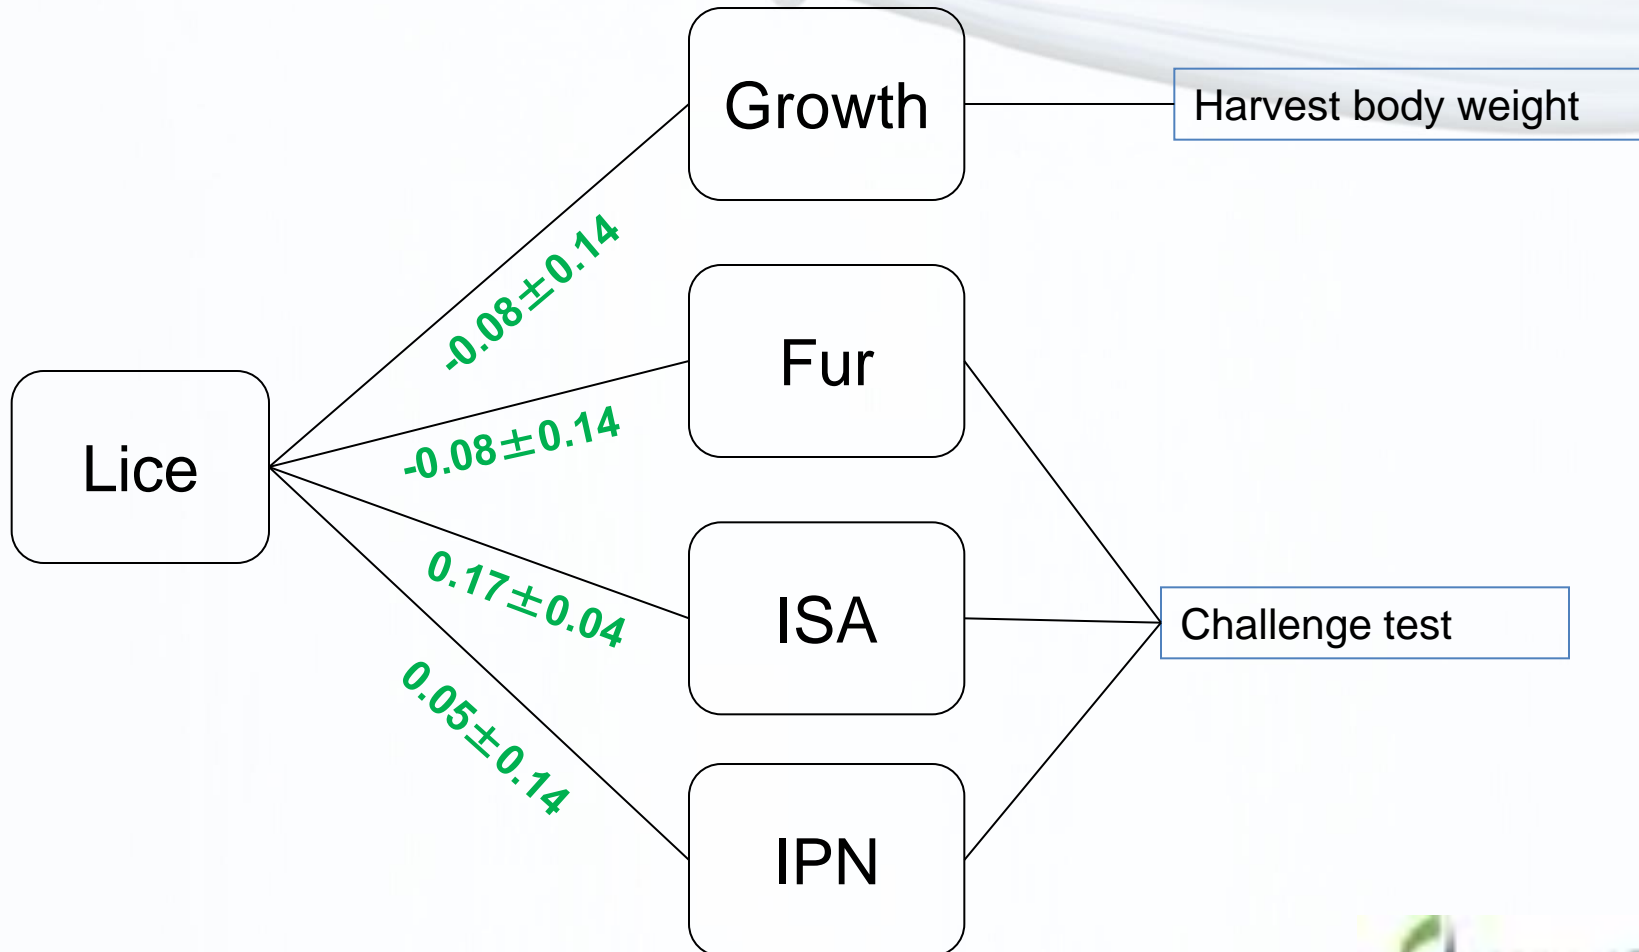 Growth
Harvest body weight
-0.08±0.14
Fur
-0.08±0.14
Lice
0.17±0.04
ISA
Challenge test
0.05±0.14
IPN